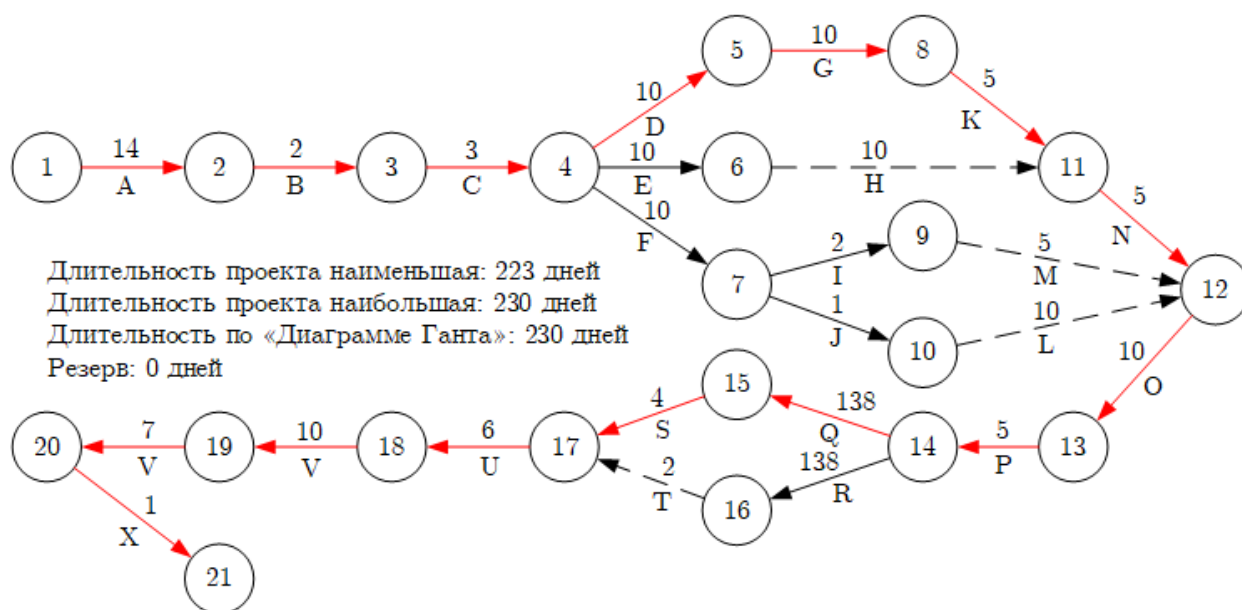 5
10
G
8
10
D
5
K
1
14
A
2
2
B
3
3
C
4
10
E
6
10
H
11
10
F
5
N
7
2
I
9
5
M
12
1
J
10
10
L
Длительность проекта наименьшая: 223 дней
Длительность проекта наибольшая: 230 дней
Длительность по «Диаграмме Ганта»: 230 дней
Резерв: 0 дней
10
O
20
7
V
19
10
V
18
6
U
17
4
S
15
138
Q
14
5
P
13
2
T
16
138
R
1
X
21